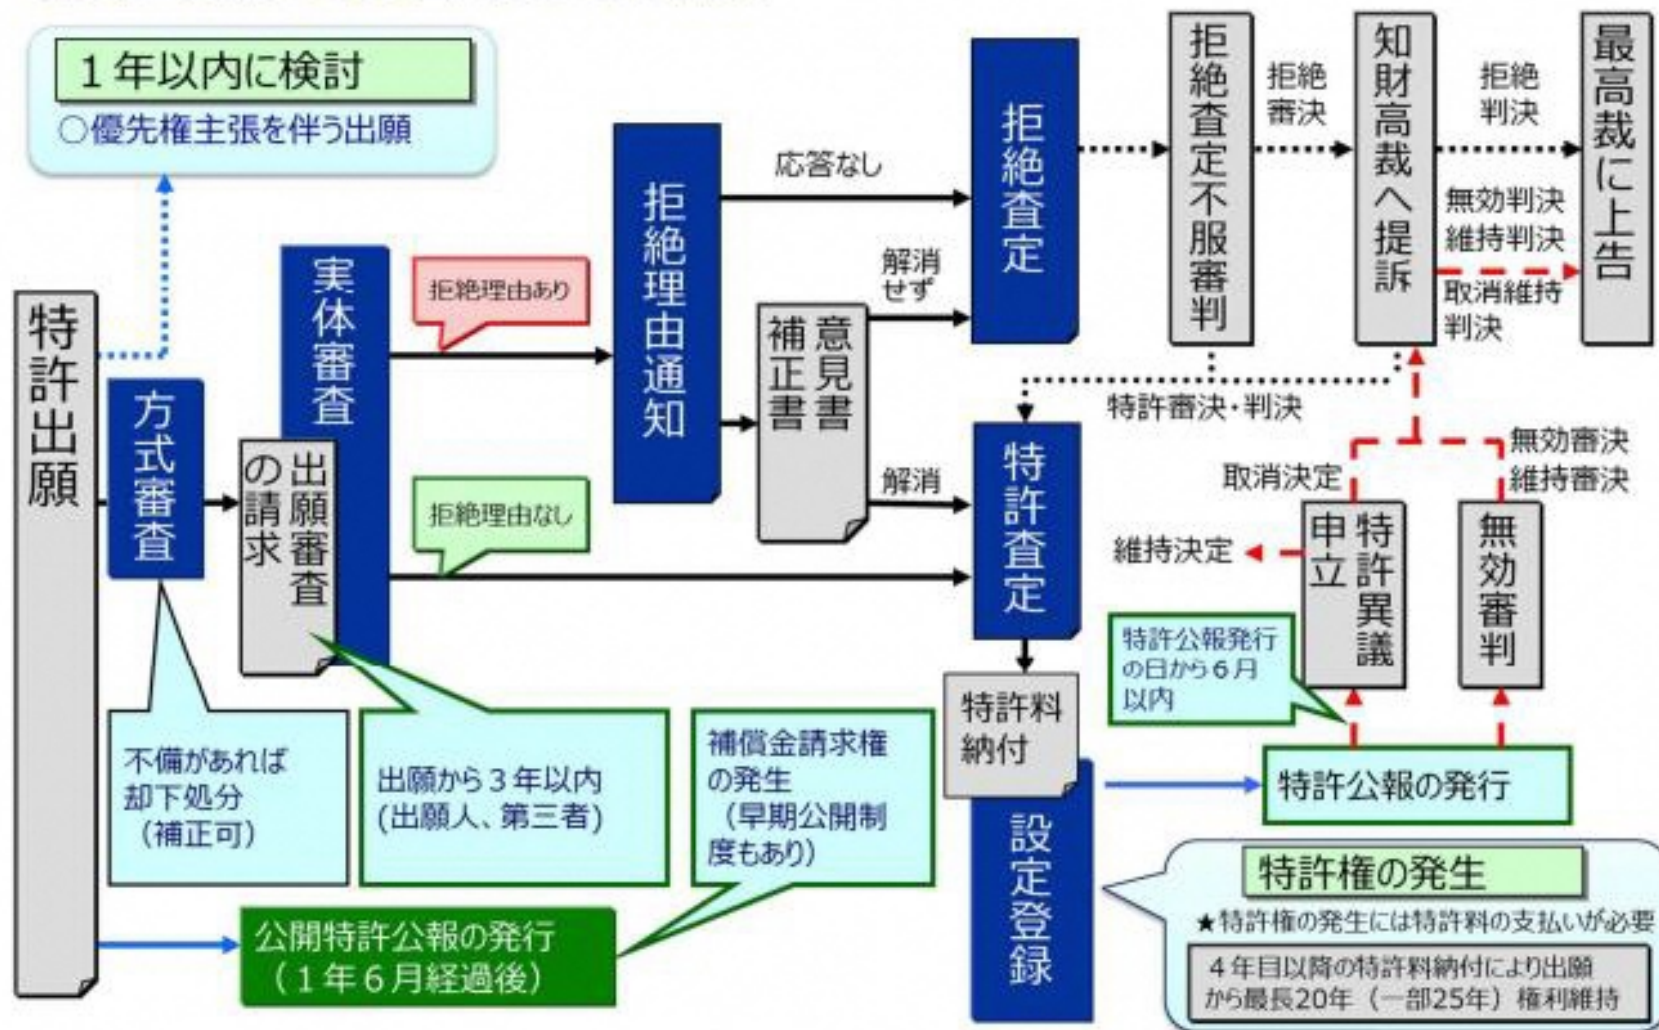 １年以内に検討
○優先権主張を伴う出願
特許出願
方式審査
不備があれば
却下処分
（補正可）
出願審査
の請求
出願から３年以内
(出願人、第三者)
実体審査
拒絶理由あり
拒絶理由なし
拒絶理由通知
応答なし
意見書
補正書
解消
せず
解消
拒絶査定
拒絶査定不服審判
拒絶
審決
知財高裁へ提訴
拒絶
判決
無効判決
維持判決
取消維持
判決
最高裁に上告
特許審決・判決
特許査定
特許料
納付
設定登録
公開特許公報の発行
（１年６月経過後）
補償金請求権
の発生
（早期公開制
度もあり）
特許公報の発行
特許公報発行
の日から６月
以内
特許異議
申立
維持決定
取消決定
無効審判
無効審決
維持審決
特許権の発生
★特許権の発生には特許料の支払いが必要
４年目以降の特許料納付により出願
から最長20年（一部25年）権利維持